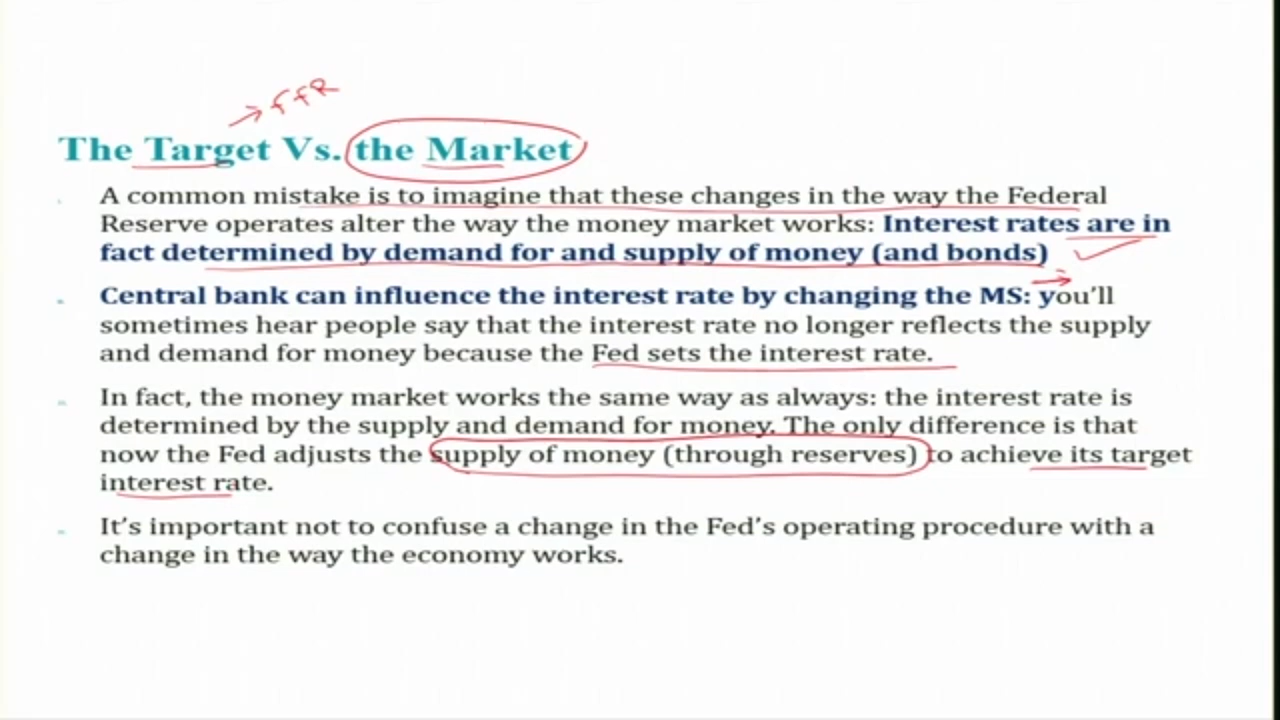 → FFR
The Target Vs. the Market
A common mistake is to imagine that these changes in the way the Federal
Reserve operates alter the way the money market works: Interest rates are in
fact determined by demand for and supply of money (and bonds)
Central bank can influence the interest rate by changing the MS: you'll
sometimes hear people say that the interest rate no longer reflects the supply
and demand for money because the Fed sets the interest rate.
In fact, the money market works the same way as always: the interest rate is
determined by the supply and demand for money. The only difference is that
now the Fed adjusts the supply of money (through reserves) to achieve its target
interest rate.
It's important not to confuse a change in the Fed's operating procedure with a
change in the way the economy works.